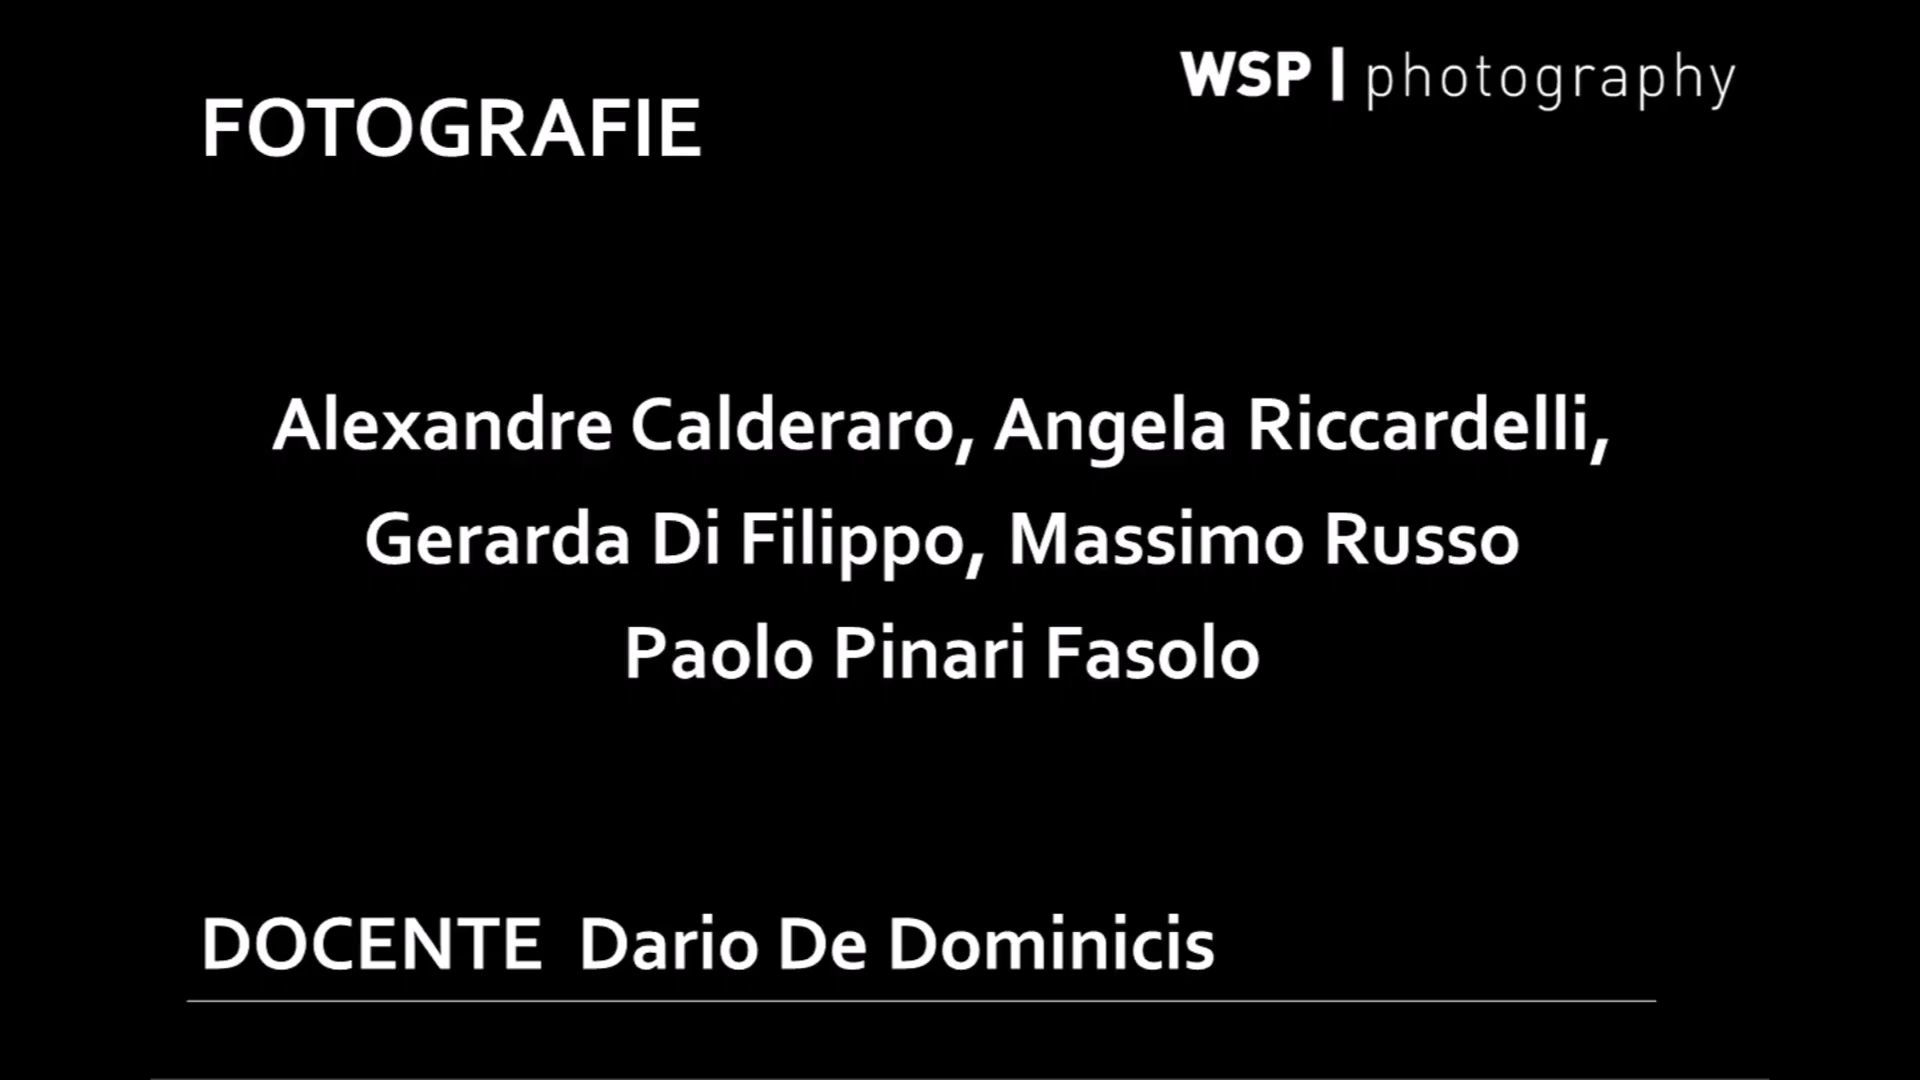 WSP | photography
FOTOGRAFIE
Alexandre Calderaro, Angela Riccardelli,
Gerarda Di Filippo, Massimo Russo
Paolo Pinari Fasolo
DOCENTE Dario De Dominicis